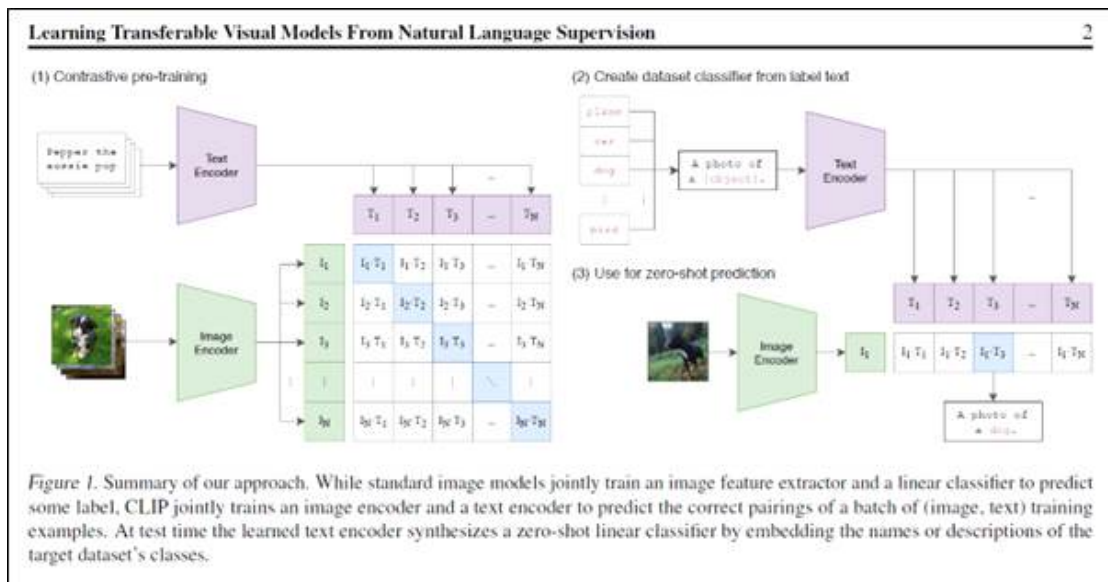 Learning Transferable Visual Models From Natural Language Supervision 2
(1) Contrastive pre-training
Pepper the
aussie pup
Text
Encoder
...
T1 T2 T3 ... TN
I1 I1·T1 I1·T2 I1·T3 ... I1·TN
I2 I2·T1 I2·T2 I2·T3 ... I2·TN
I3 I3·T1 I3·T2 I3·T3 ... I3·TN
IN IN·T1 IN·T2 IN·T3 ... IN·TN
Image
Encoder
(2) Create dataset classifier from label text
plane
car
dog
bird
A photo of
a {object}.
Text
Encoder
...
(3) Use for zero-shot prediction
T1 T2 T3 ... TN
Image
Encoder
I1 I1·T1 I1·T2 I1·T3 ... I1·TN
A photo of
a dog.
Figure 1. Summary of our approach. While standard image models jointly train an image feature extractor and a linear classifier to predict
some label, CLIP jointly trains an image encoder and a text encoder to predict the correct pairings of a batch of (image, text) training
examples. At test time the learned text encoder synthesizes a zero-shot linear classifier by embedding the names or descriptions of the
target dataset's classes.